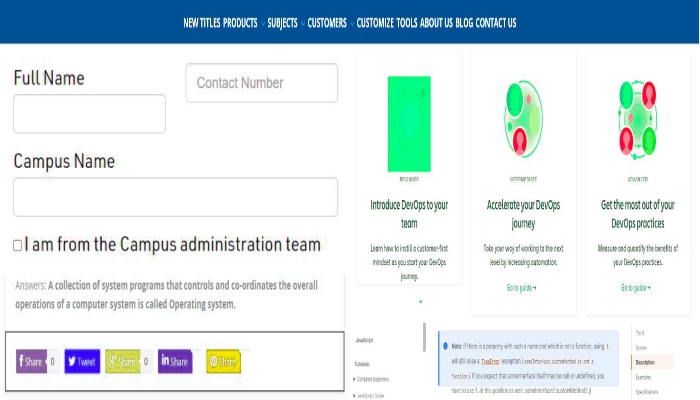 NEW TITLES PRODUCTS SUBJECTS CUSTOMERS CUSTOMIZE TOOLS ABOUT US BLOG CONTACT US
Full Name
Contact Number
Campus Name
I am from the Campus administration team
Answers: A collection of system programs that controls and co-ordinates the overall
operations of a computer system is called Operating system.
Share 0 Tweet Share 0 Share Share
BEGINNER
Introduce DevOps to your
team
Learn how to instill a customer-first
mindset as you start your DevOps
journey.
INTERMEDIATE
Accelerate your DevOps
journey
Take your way of working to the next
level by increasing automation.
Go to guide →
ADVANCED
Get the most out of your
DevOps practices
Measure and quantify the benefits of
your DevOps practices.
Go to guide →
JavaScript
Tutorials:
Complete beginners
JavaScript Guide
Note: If there is a property with such a name and which is not a function, using ?.
will still raise a TypeError exception (someInterface.customMethod is not a
function). If you expect that someInterface itself may be null or undefined, you
have to use ?. at this position as well: someInterface?.customMethod?.()
Try it
Syntax
Description
Examples
Specifications